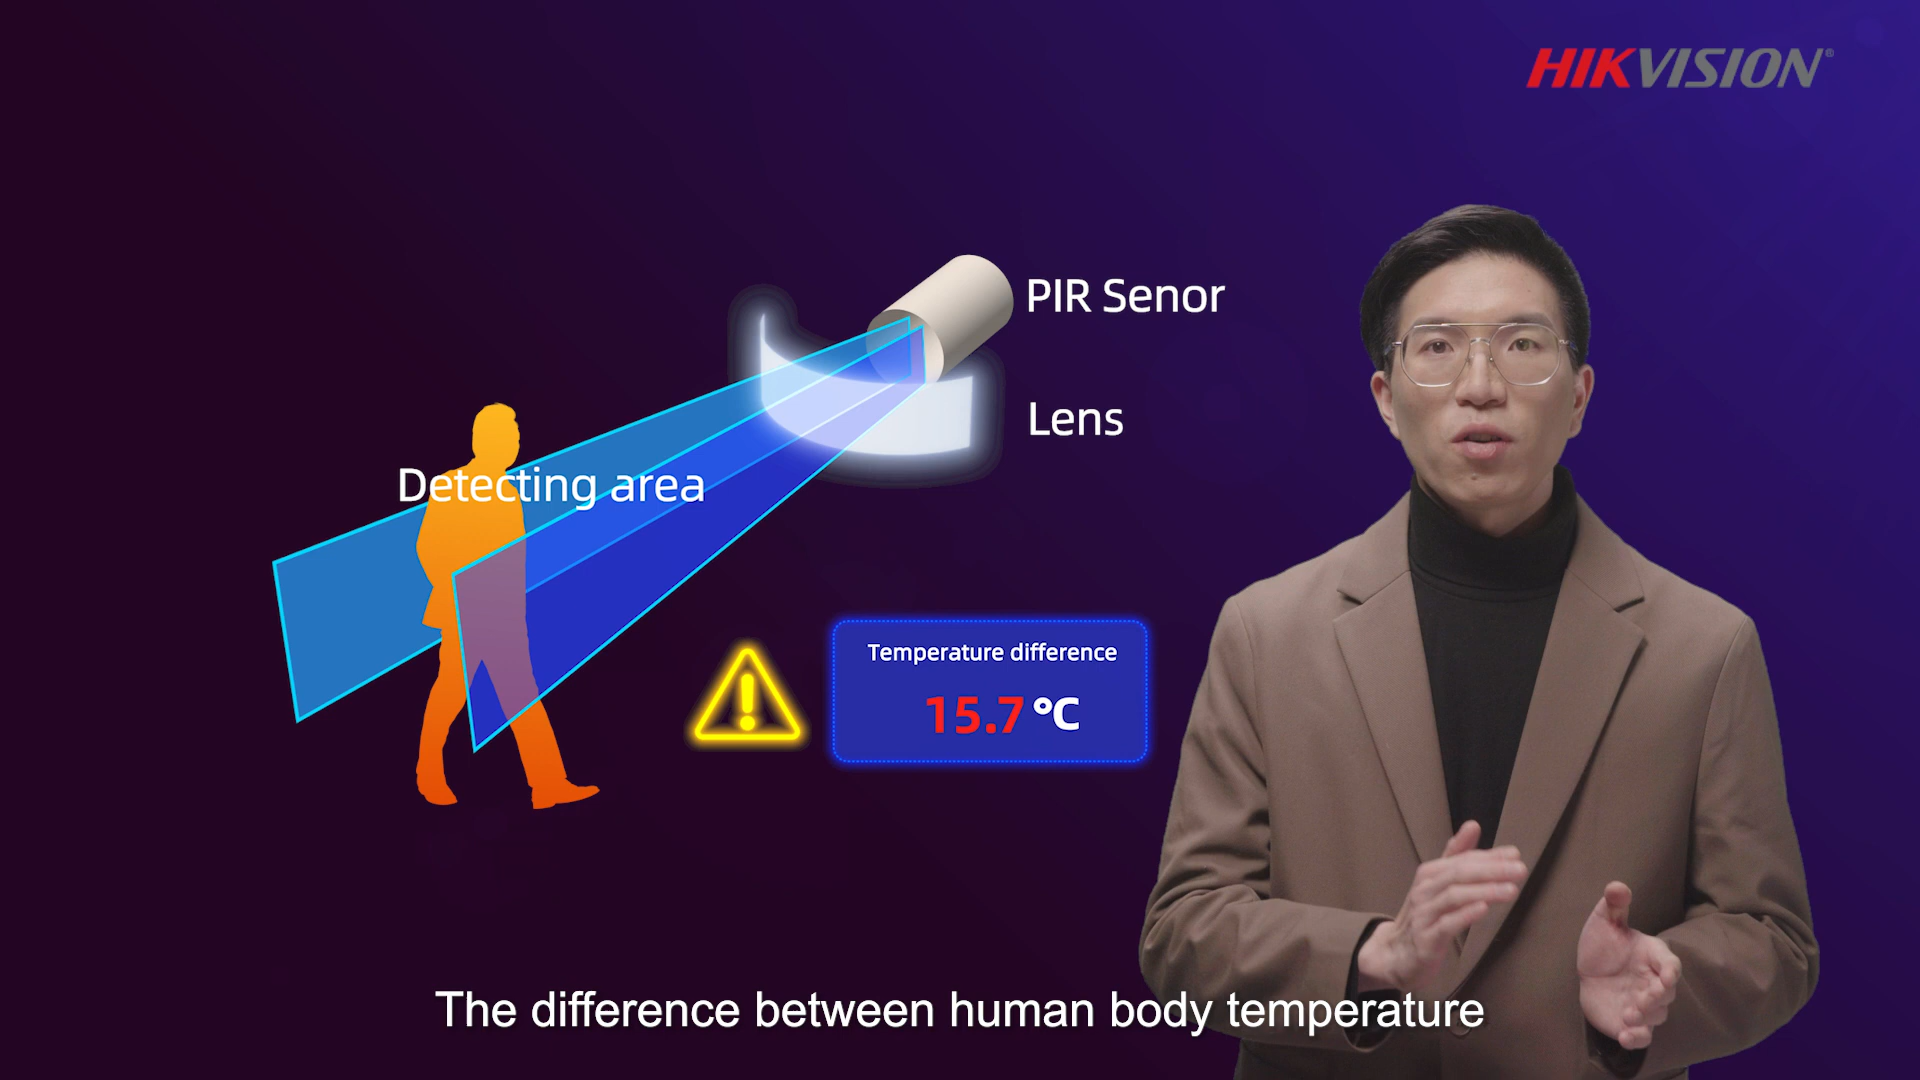 HIKVISION®
PIR Senor
Lens
Detecting area
Temperature difference
15.7 °C
The difference between human body temperature